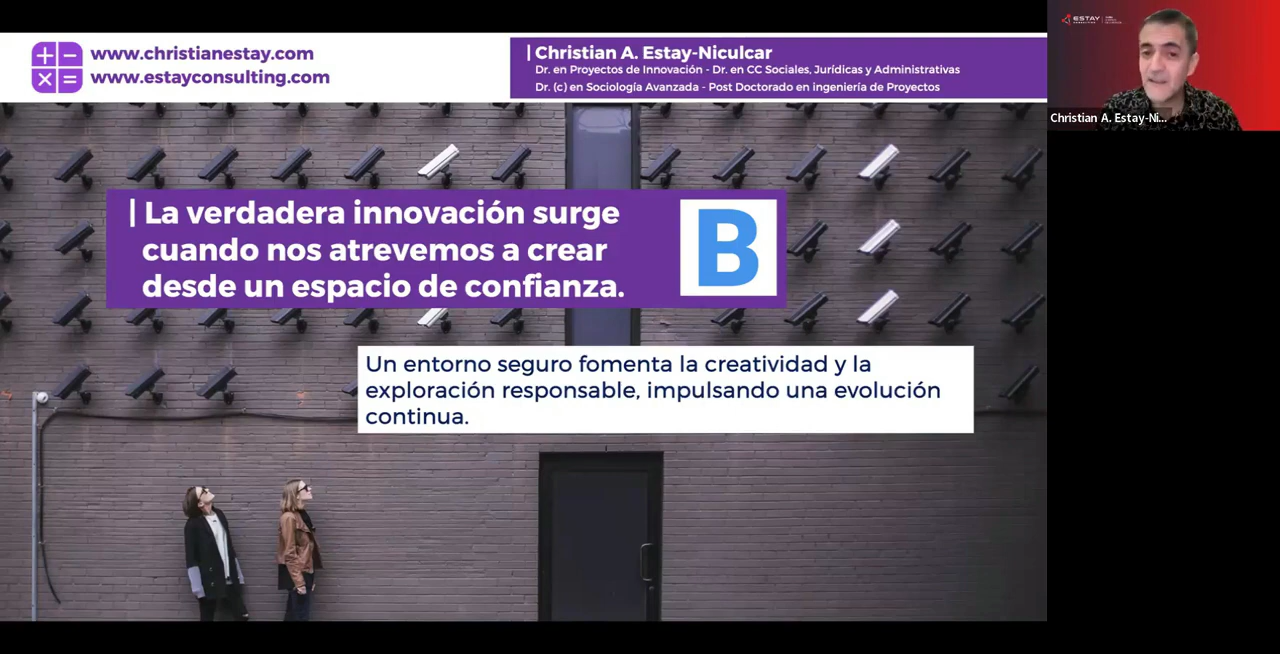 www.christianestay.com
www.estayconsulting.com
| Christian A. Estay-Niculcar
Dr. en Proyectos de Innovación - Dr. en CC Sociales, Jurídicas y Administrativas
Dr. (c) en Sociología Avanzada - Post Doctorado en ingeniería de Proyectos
ESTAY
Christian A. Estay-Ni...
| La verdadera innovación surge
cuando nos atrevemos a crear
desde un espacio de confianza.
B
Un entorno seguro fomenta la creatividad y la
exploración responsable, impulsando una evolución
continua.